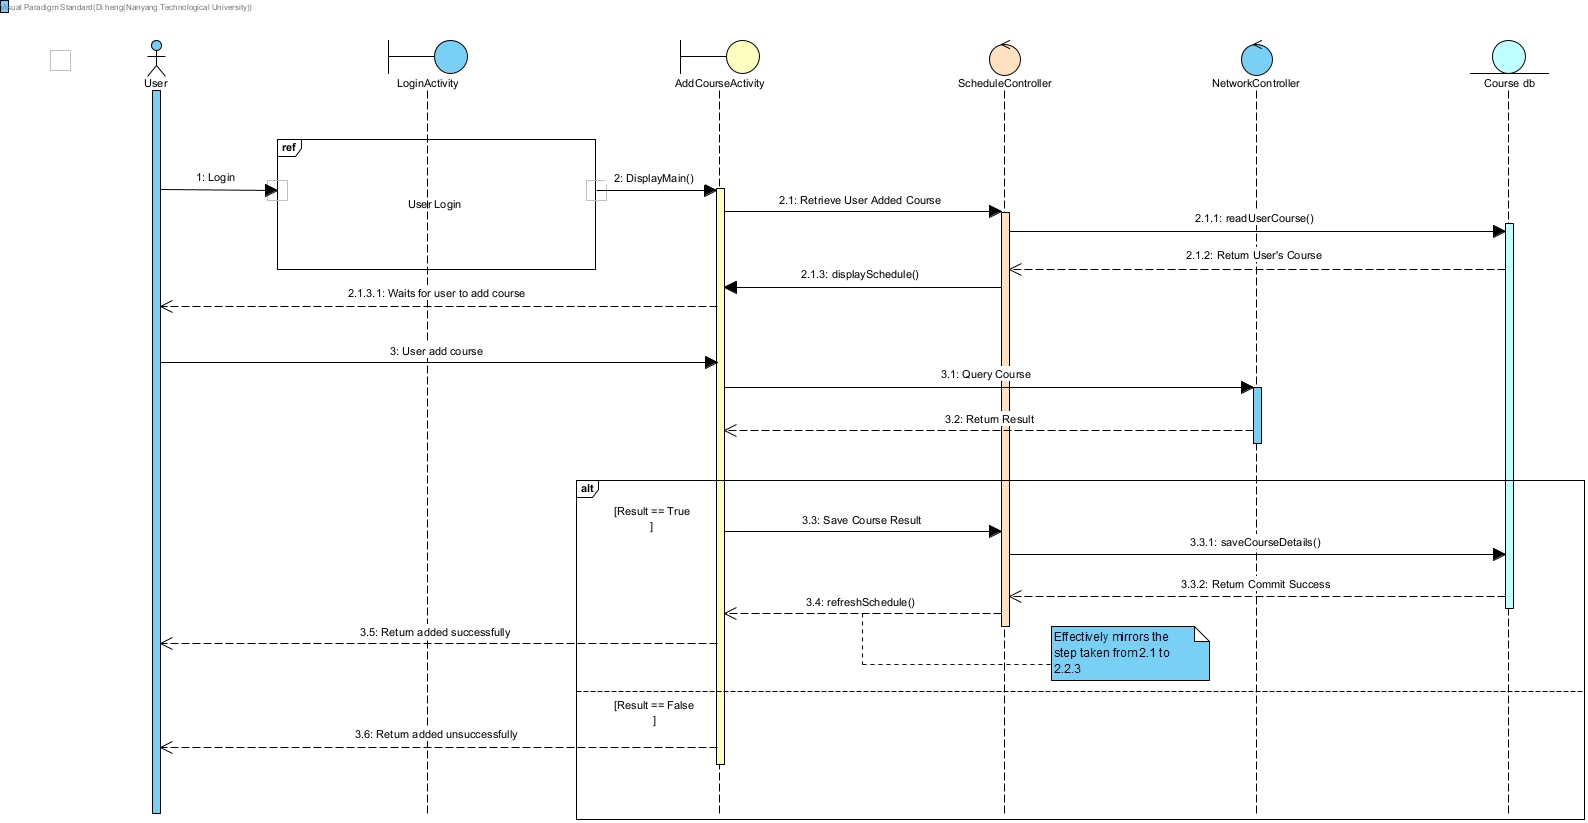 Visual Paradigm Standard(Di heng(Nanyang Technological University))
User
LoginActivity
AddCourseActivity
ScheduleController
NetworkController
Course db
ref
1: Login
User Login
2: DisplayMain()
2.1: Retrieve User Added Course
2.1.1: readUserCourse()
2.1.2: Return User's Course
2.1.3: displaySchedule()
2.1.3.1: Waits for user to add course
3: User add course
3.1: Query Course
3.2: Return Result
alt
[Result == True
]
3.3: Save Course Result
3.3.1: saveCourseDetails()
3.3.2: Return Commit Success
3.4: refreshSchedule()
3.5: Return added successfully
Effectively mirrors the
step taken from 2.1 to
2.2.3
[Result == False
]
3.6: Return added unsuccessfully